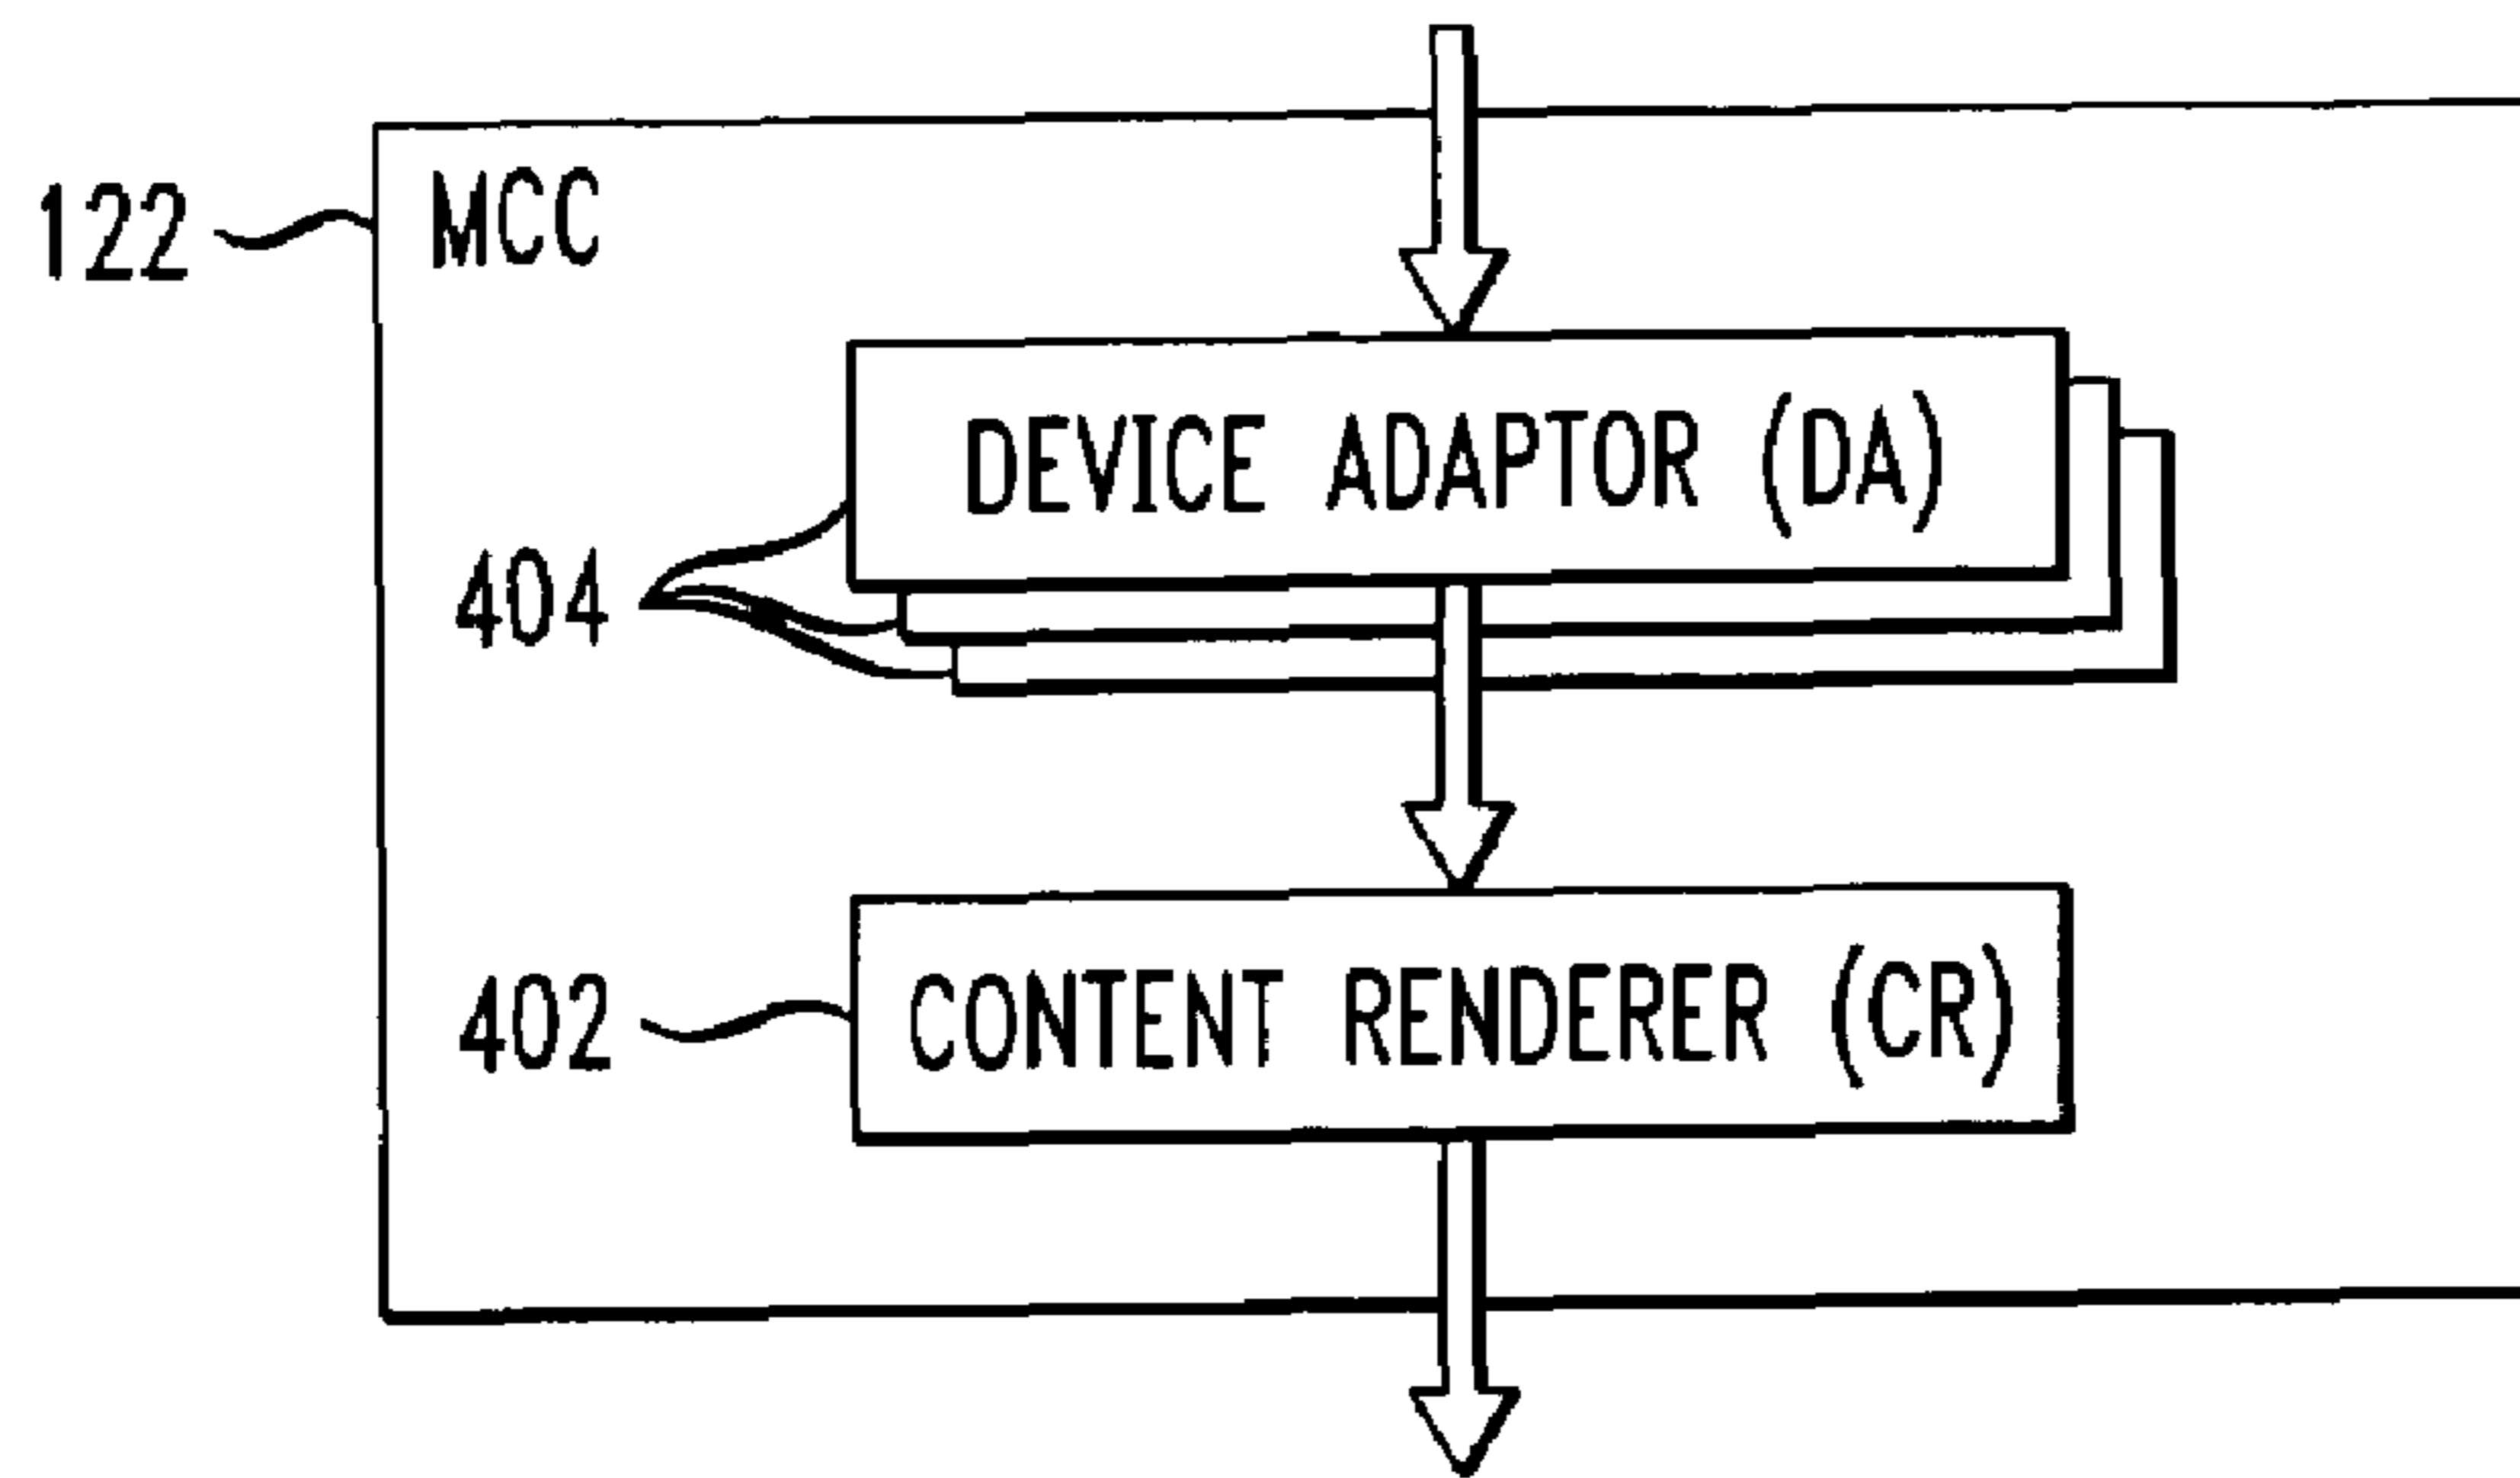 MCC
122
DEVICE ADAPTOR (DA)
404
CONTENT RENDERER (CR)
402